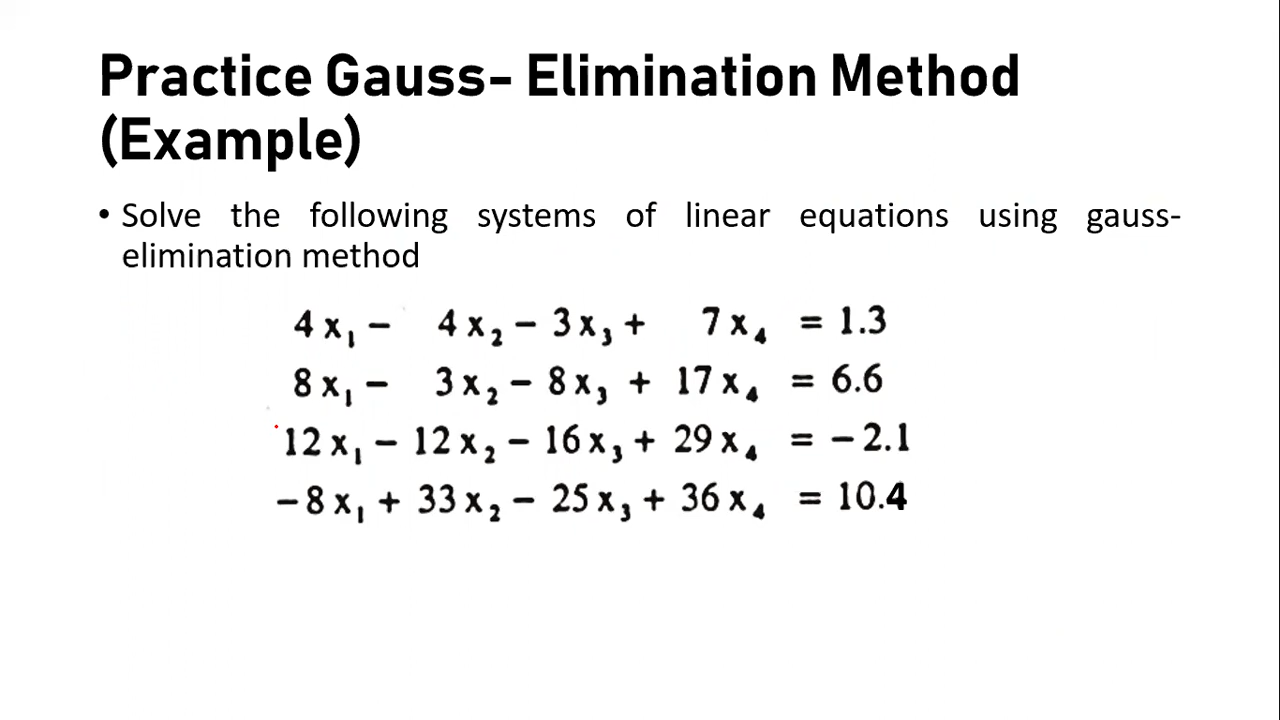 Practice Gauss- Elimination Method
(Example)
• Solve the following systems of linear equations using gauss-
elimination method
4 x₁ - 4 x₂ - 3 x₃ + 7 x₄ = 1.3
8 x₁ - 3 x₂ - 8 x₃ + 17 x₄ = 6.6
12 x₁ - 12 x₂ - 16 x₃ + 29 x₄ = -2.1
-8 x₁ + 33 x₂ - 25 x₃ + 36 x₄ = 10.4